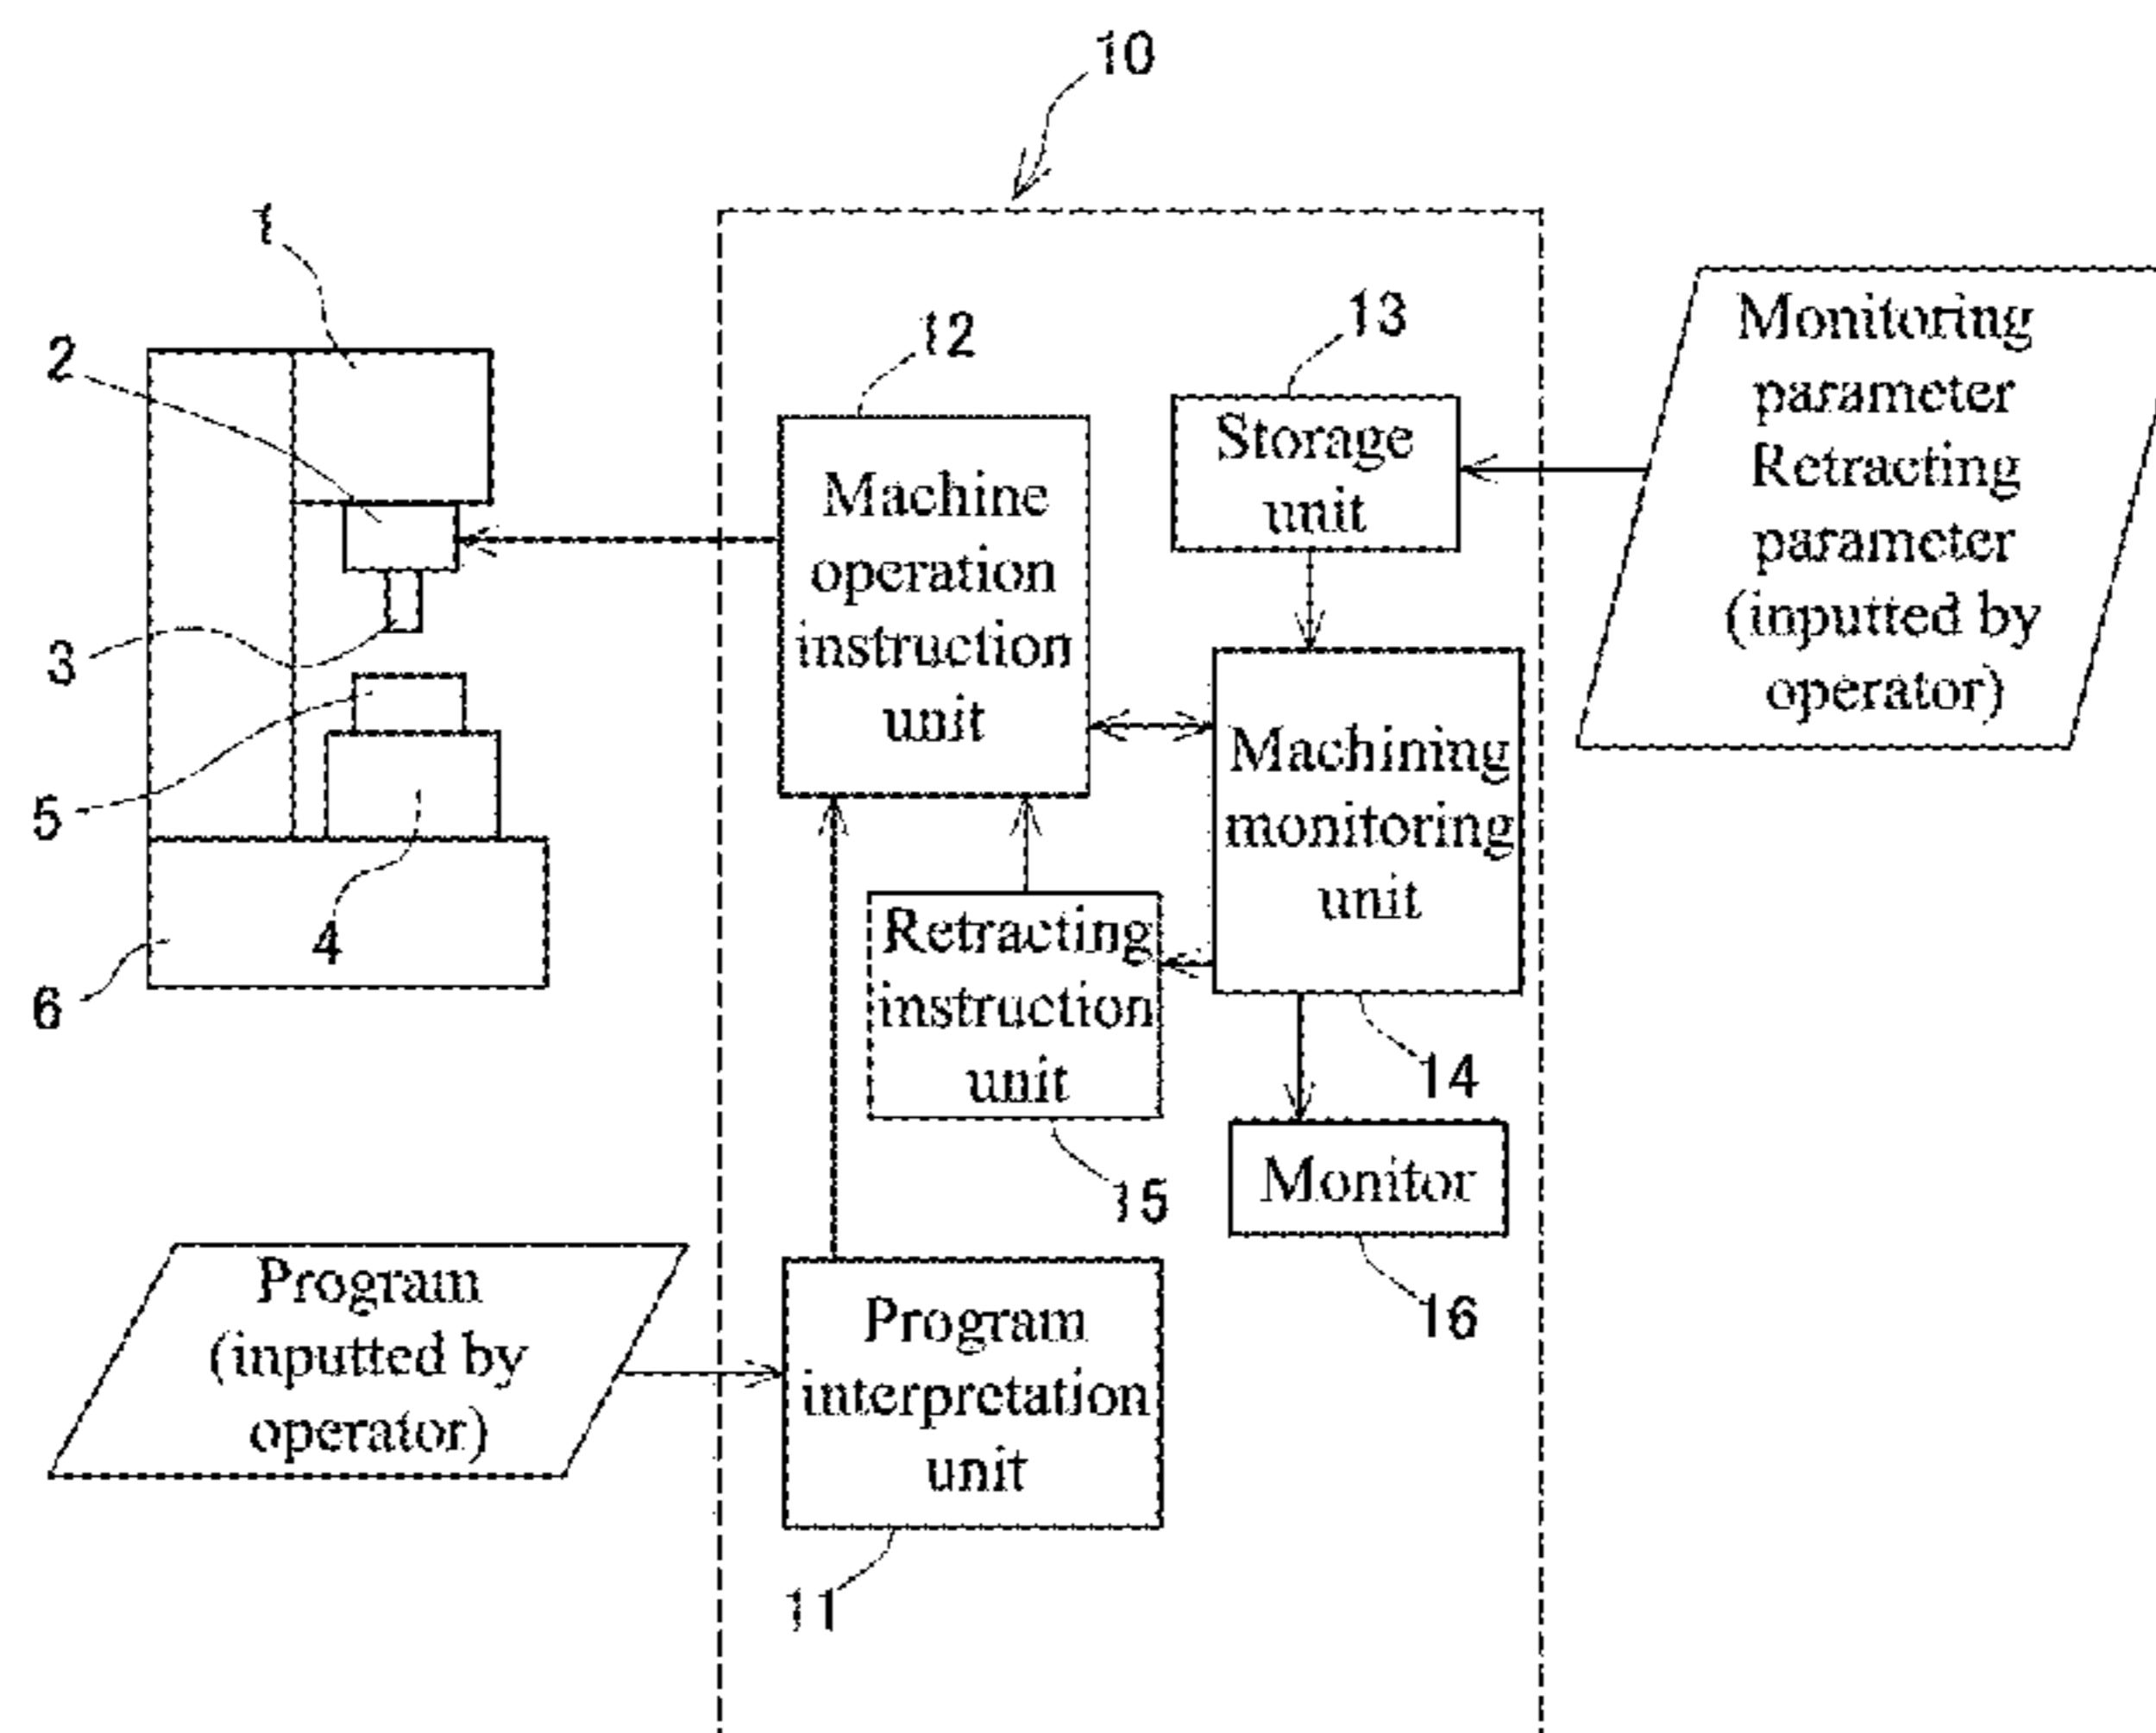 10
1
2
3
5
4
6
12
Machine
operation
instruction
unit
13
Storage
unit
Monitoring
parameter
Retracting
parameter
(inputted by
operator)
Machining
monitoring
unit
14
Retracting
instruction
unit
15
Monitor
16
Program
(inputted by
operator)
Program
interpretation
unit
11